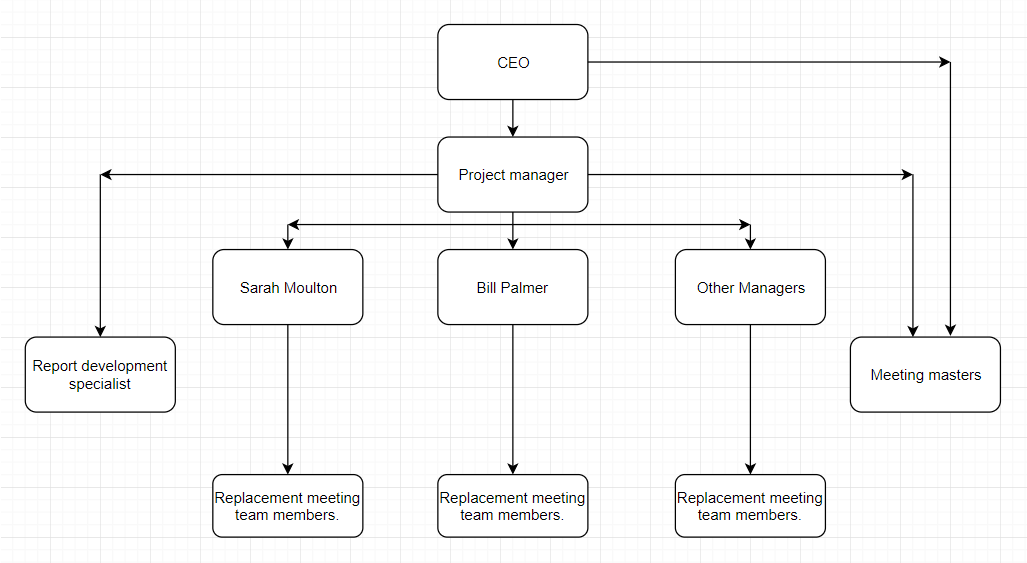 CEO
Project manager
Sarah Moulton
Bill Palmer
Other Managers
Report development
specialist
Meeting masters
Replacement meeting
team members.
Replacement meeting
team members.
Replacement meeting
team members.